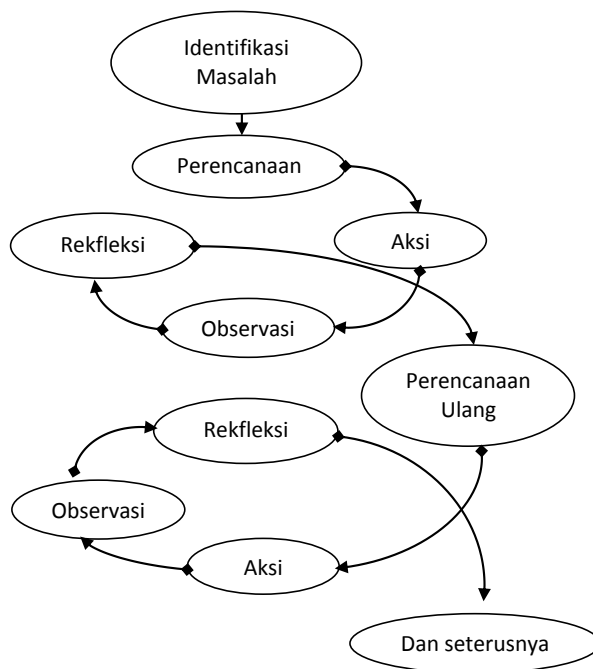 Identifikasi
Masalah
Perencanaan
Aksi
Rekfleksi
Observasi
Perencanaan
Ulang
Rekfleksi
Observasi
Aksi
Dan seterusnya